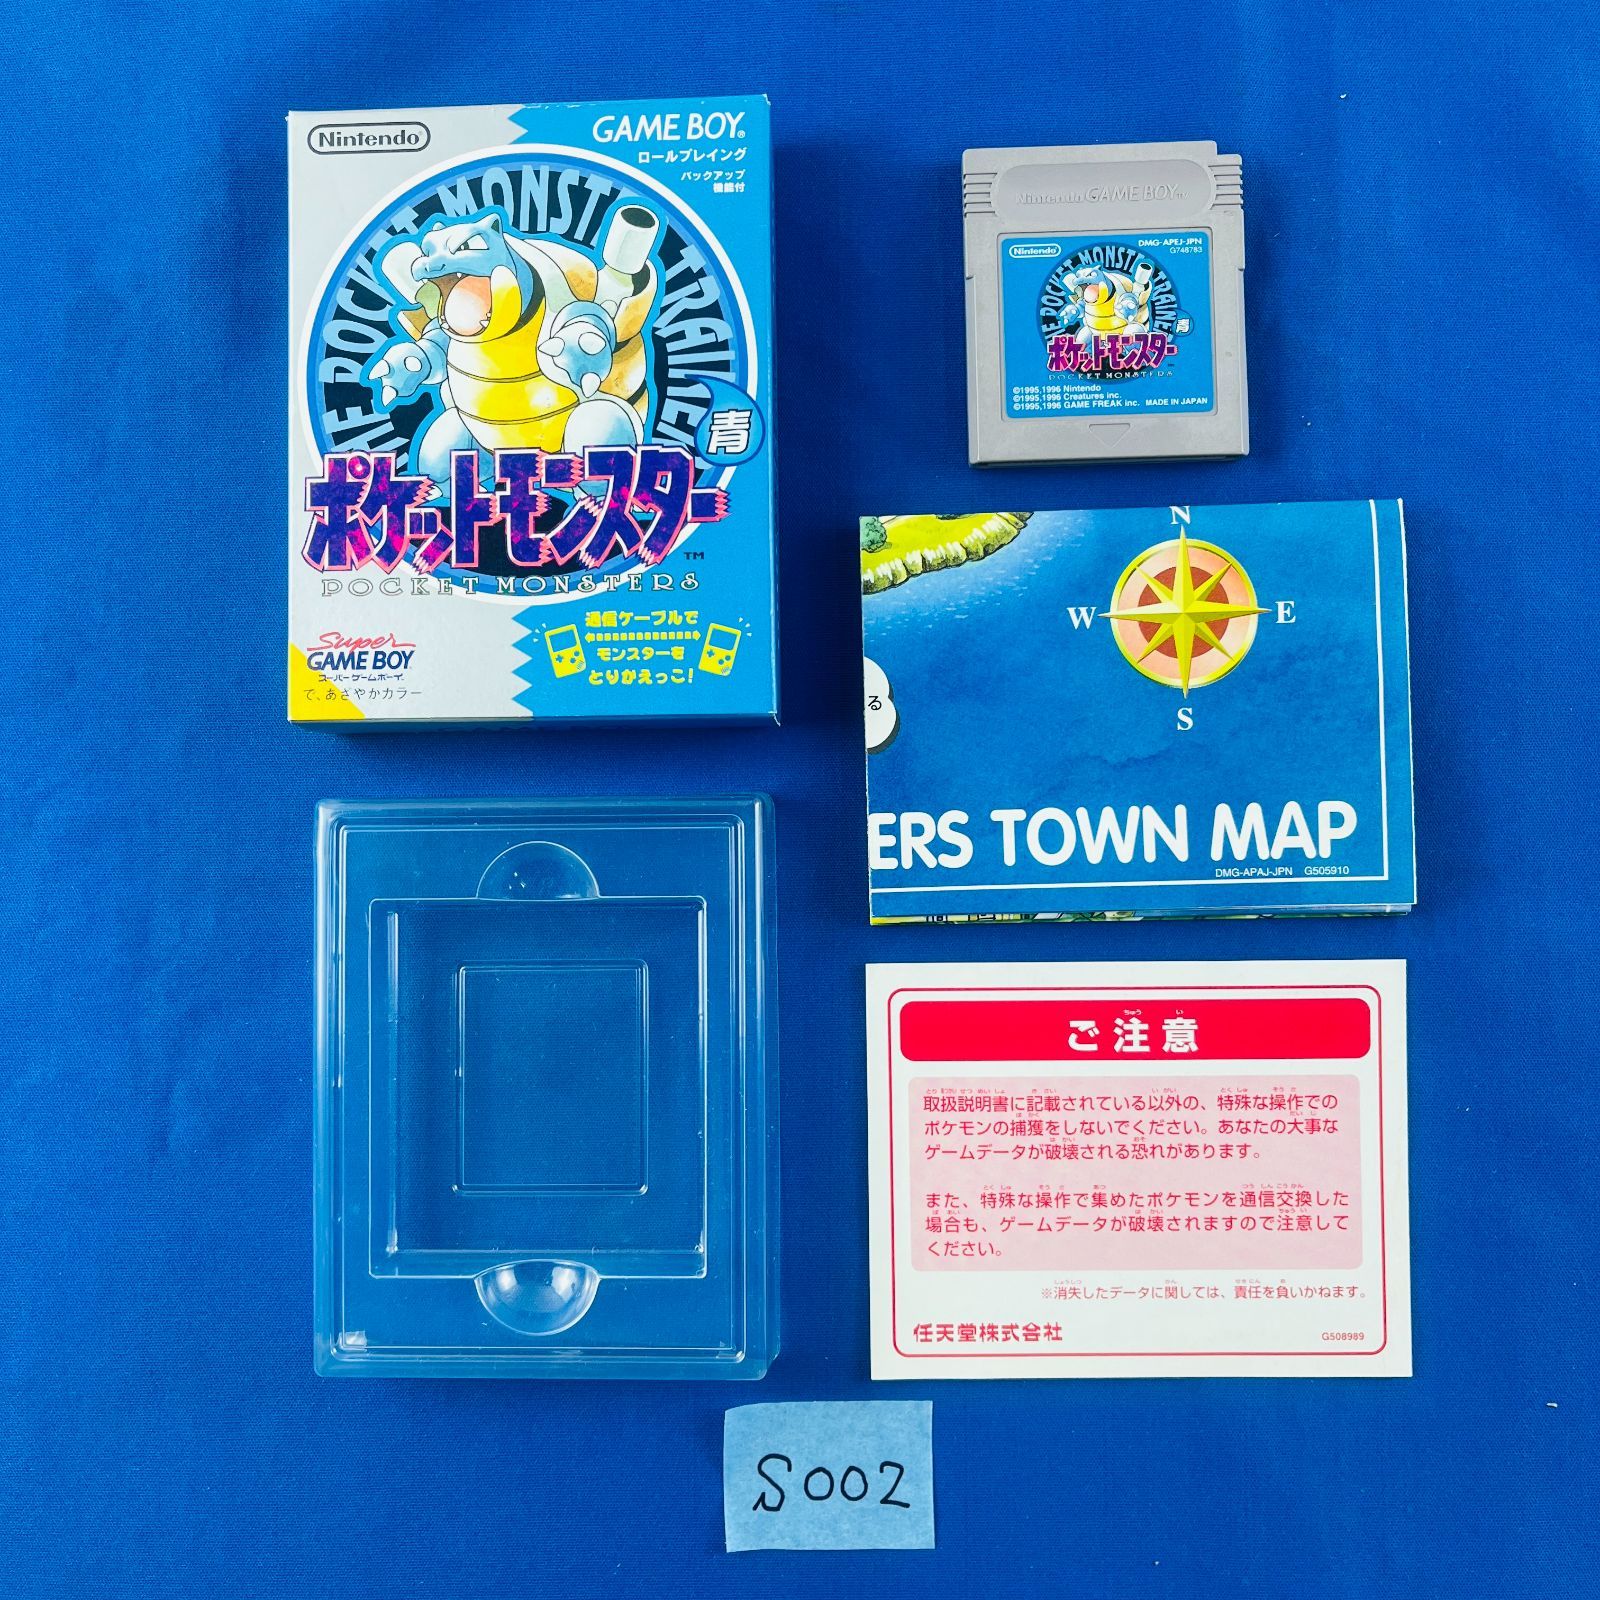 Nintendo
GAME BOY
ロールプレイング
バックアップ
機能付
THE POCKET MONSTER TRAINER
青
ポケットモンスター
TM
POCKET MONSTERS
Super
GAME BOY
スーパーゲームボーイ
で、あざやかカラー
通信ケーブルで
モンスターを
とりかえっこ!
Nintendo GAME BOY
Nintendo
DMG-APEJ-JPN
G748763
青
ポケットモンスター
POCKET MONSTERS
©1995,1996 Nintendo
©1995,1996 Creatures inc.
©1995,1996 GAME FREAK inc. MADE IN JAPAN
N
W E
S
る
ERS TOWN MAP
DMG-APAJ-JPN G505910
ご注意
取扱説明書に記載されている以外の、特殊な操作での
ポケモンの捕獲をしないでください。あなたの大事な
ゲームデータが破壊される恐れがあります。
また、特殊な操作で集めたポケモンを通信交換した
場合も、ゲームデータが破壊されますので注意して
ください。
※消失したデータに関しては、責任を負いかねます。
任天堂株式会社
G508989
S002